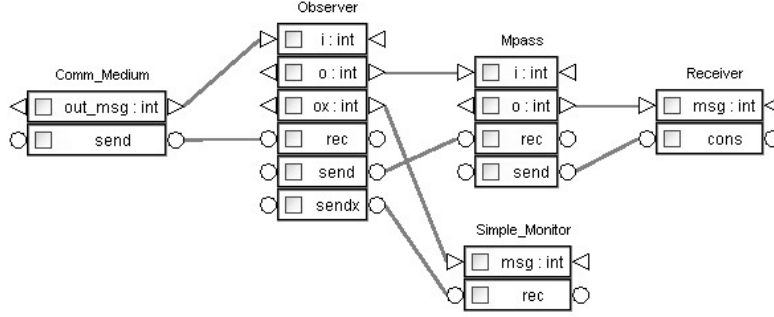 Observer
i : int
o : int
ox : int
rec
send
sendx
Comm_Medium
out_msg : int
send
Mpass
i : int
o : int
rec
send
Receiver
msg : int
cons
Simple_Monitor
msg : int
rec